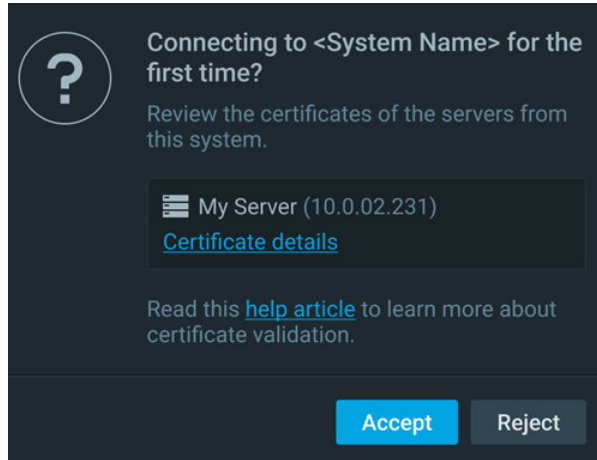 Connecting to <System Name> for the
first time?
Review the certificates of the servers from
this system.
My Server (10.0.02.231)
Certificate details
Read this help article to learn more about
certificate validation.
Accept Reject